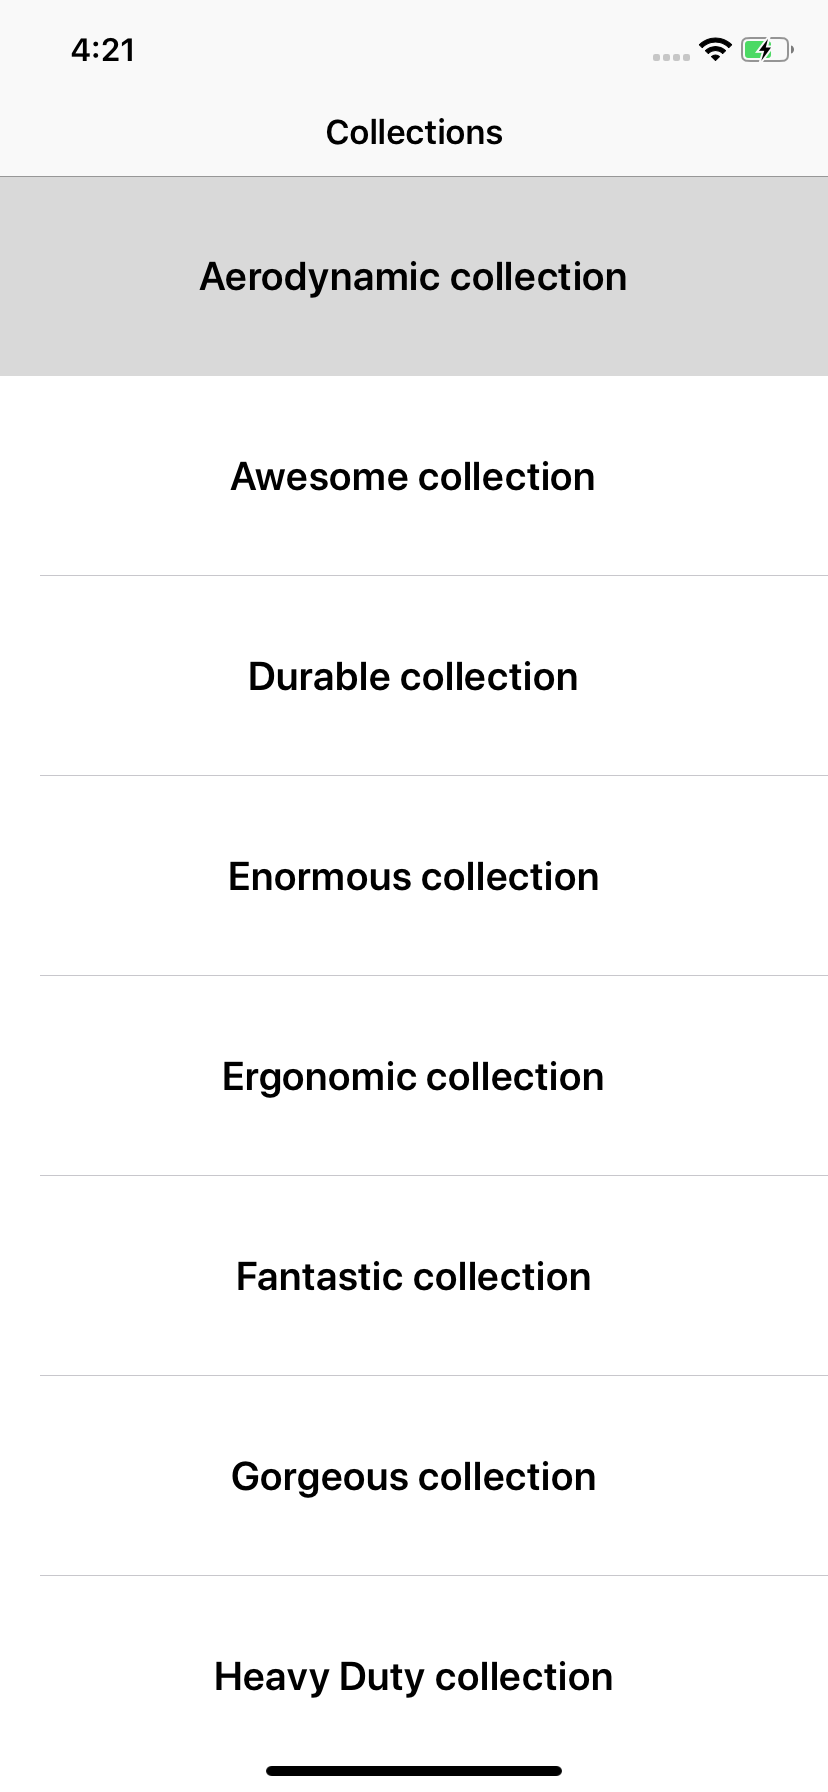 4:21
Collections
Aerodynamic collection
Awesome collection
Durable collection
Enormous collection
Ergonomic collection
Fantastic collection
Gorgeous collection
Heavy Duty collection